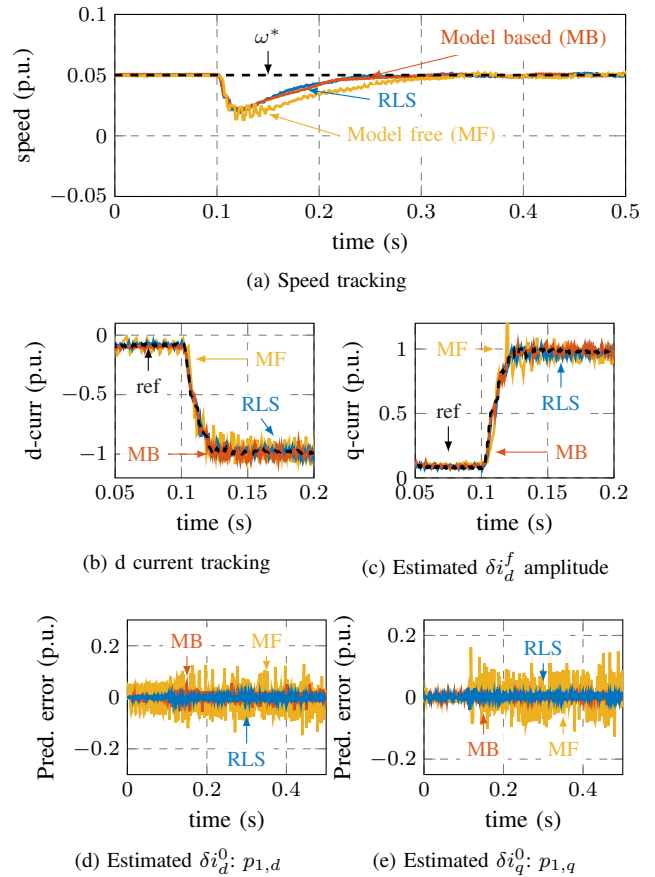 ω*
Model based (MB)
RLS
Model free (MF)
speed (p.u.)
0.1
0.05
0
−0.05
0 0.1 0.2 0.3 0.4 0.5
time (s)
(a) Speed tracking
d-curr (p.u.)
0
−0.5
−1
MF
ref
RLS
MB
0.05 0.1 0.15 0.2
time (s)
(b) d current tracking
q-curr (p.u.)
1
0.5
0
MF
RLS
ref
MB
0.05 0.1 0.15 0.2
time (s)
(c) Estimated δi_d^f amplitude
Pred. error (p.u.)
0.2
0
−0.2
MB MF
RLS
0 0.2 0.4
time (s)
(d) Estimated δi_d^0: p_{1,d}
Pred. error (p.u.)
0.2
0
−0.2
RLS
MB MF
0 0.2 0.4
time (s)
(e) Estimated δi_q^0: p_{1,q}